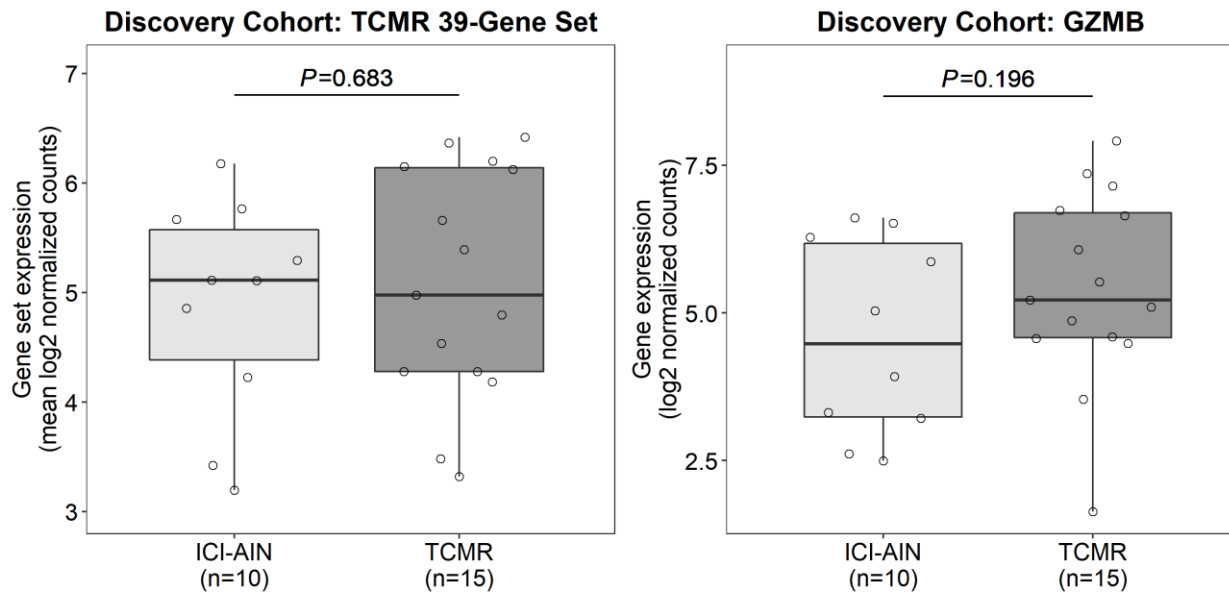 Discovery Cohort: TCMR 39-Gene Set
P=0.683
Gene set expression
(mean log2 normalized counts)
7
6
5
4
3
ICI-AIN
(n=10)
TCMR
(n=15)
Discovery Cohort: GZMB
P=0.196
Gene expression
(log2 normalized counts)
7.5
5.0
2.5
ICI-AIN
(n=10)
TCMR
(n=15)